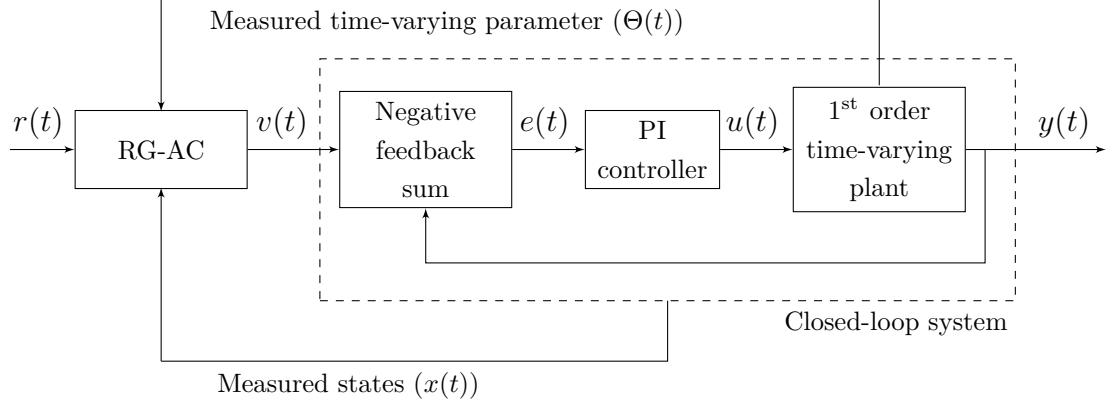 Measured time-varying parameter (Θ(t))
r(t)
RG-AC
v(t)
Negative
feedback
sum
e(t)
PI
controller
u(t)
1st order
time-varying
plant
y(t)
Closed-loop system
Measured states (x(t))